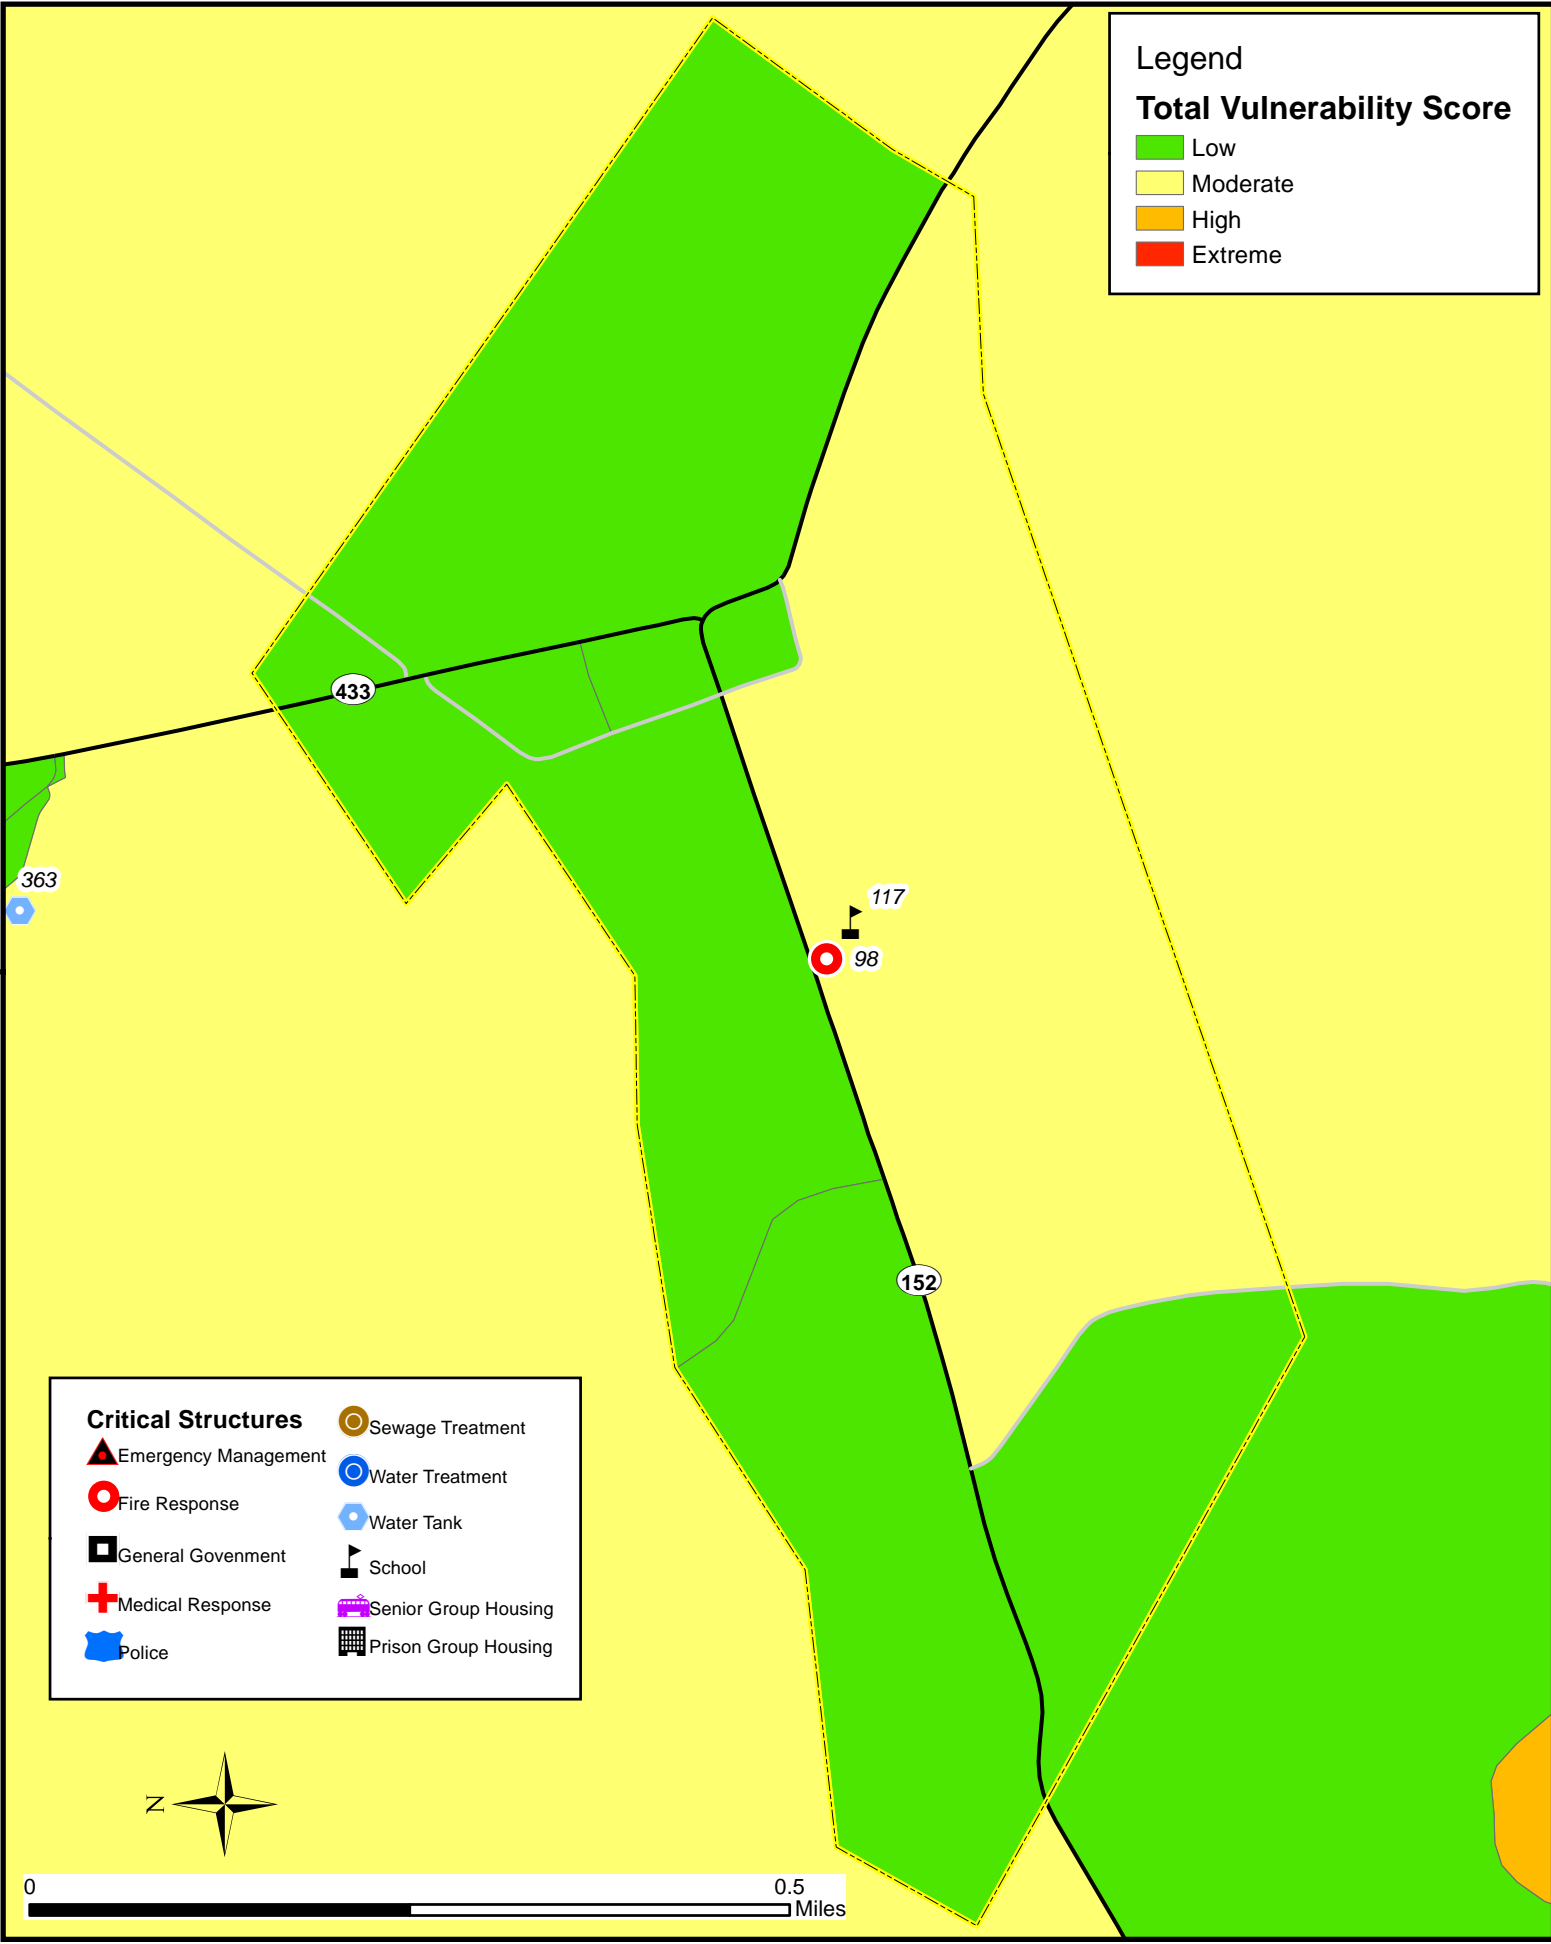 Legend
Total Vulnerability Score
Low
Moderate
High
Extreme
433
363
117
98
152
Critical Structures
Emergency Management
Fire Response
General Govenment
Medical Response
Police
Sewage Treatment
Water Treatment
Water Tank
School
Senior Group Housing
Prison Group Housing
N
0 0.5
Miles